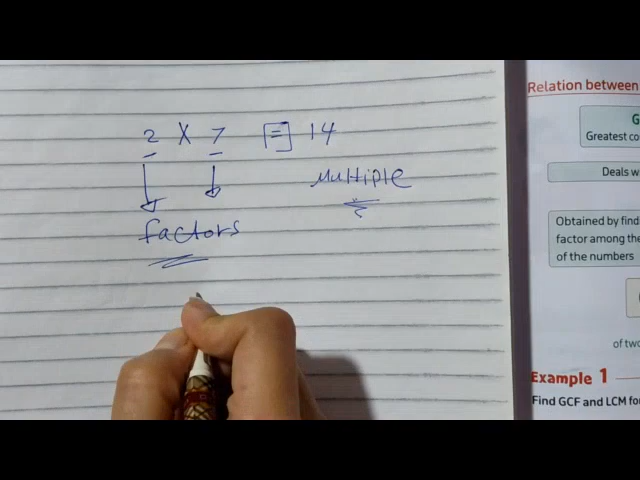 2 X 7 = 14
Multiple
factors
Relation between
G
Greatest co
Deals w
Obtained by find
factor among the
of the numbers
of two
Example 1
Find GCF and LCM fo